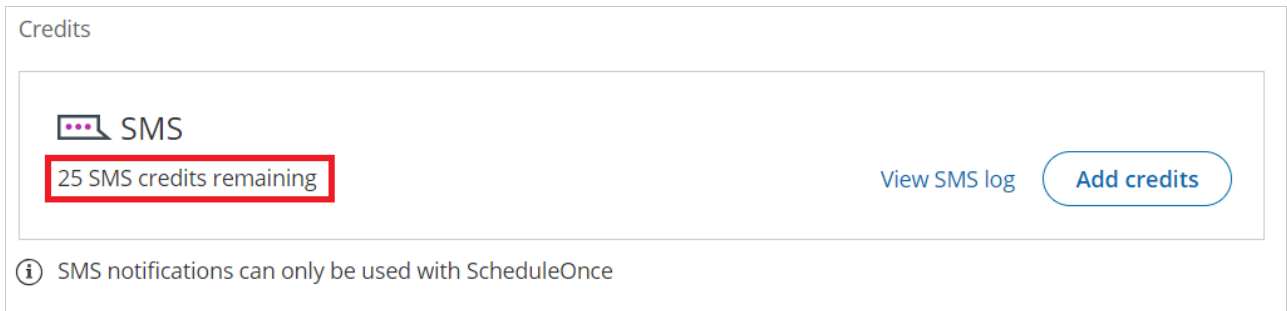 Credits
SMS
25 SMS credits remaining
View SMS log
Add credits
SMS notifications can only be used with ScheduleOnce